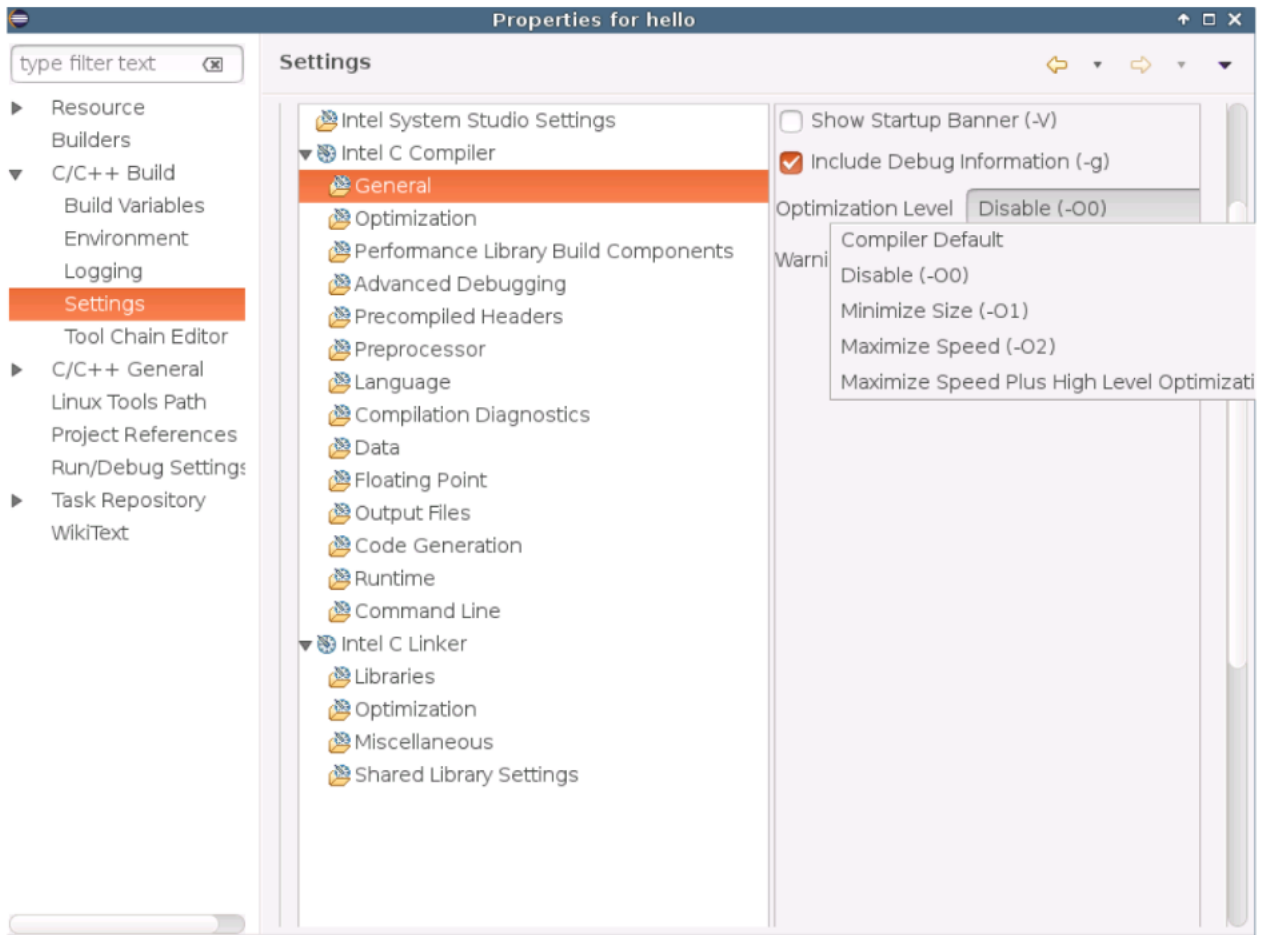 Properties for hello
type filter text
Resource
Builders
C/C++ Build
Build Variables
Environment
Logging
Settings
Tool Chain Editor
C/C++ General
Linux Tools Path
Project References
Run/Debug Settings
Task Repository
WikiText
Settings
Intel System Studio Settings
Intel C Compiler
General
Optimization
Performance Library Build Components
Advanced Debugging
Precompiled Headers
Preprocessor
Language
Compilation Diagnostics
Data
Floating Point
Output Files
Code Generation
Runtime
Command Line
Intel C Linker
Libraries
Optimization
Miscellaneous
Shared Library Settings
Show Startup Banner (-V)
Include Debug Information (-g)
Optimization Level Disable (-O0)
Warni
Compiler Default
Disable (-O0)
Minimize Size (-O1)
Maximize Speed (-O2)
Maximize Speed Plus High Level Optimizati